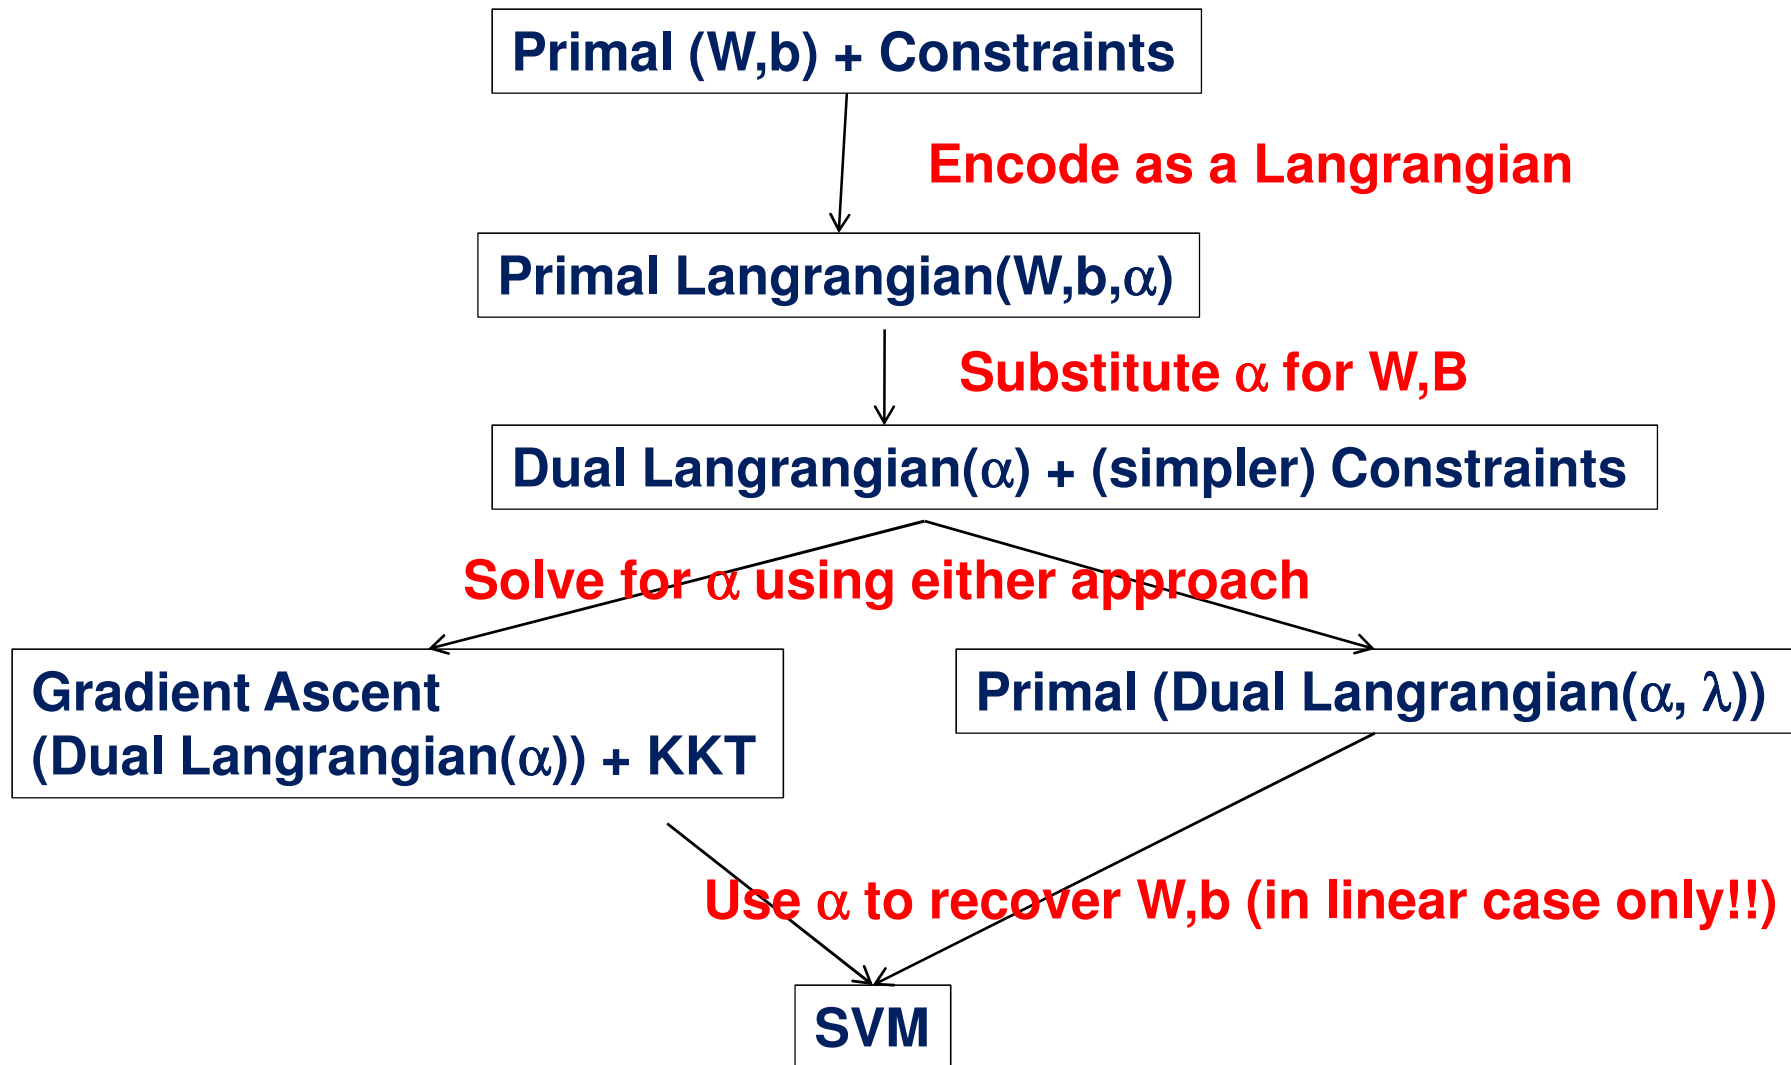 Primal (W,b) + Constraints
Encode as a Langrangian
Primal Langrangian(W,b,α)
Substitute α for W,B
Dual Langrangian(α) + (simpler) Constraints
Solve for α using either approach
Gradient Ascent
(Dual Langrangian(α)) + KKT
Primal (Dual Langrangian(α, λ))
Use α to recover W,b (in linear case only!!)
SVM